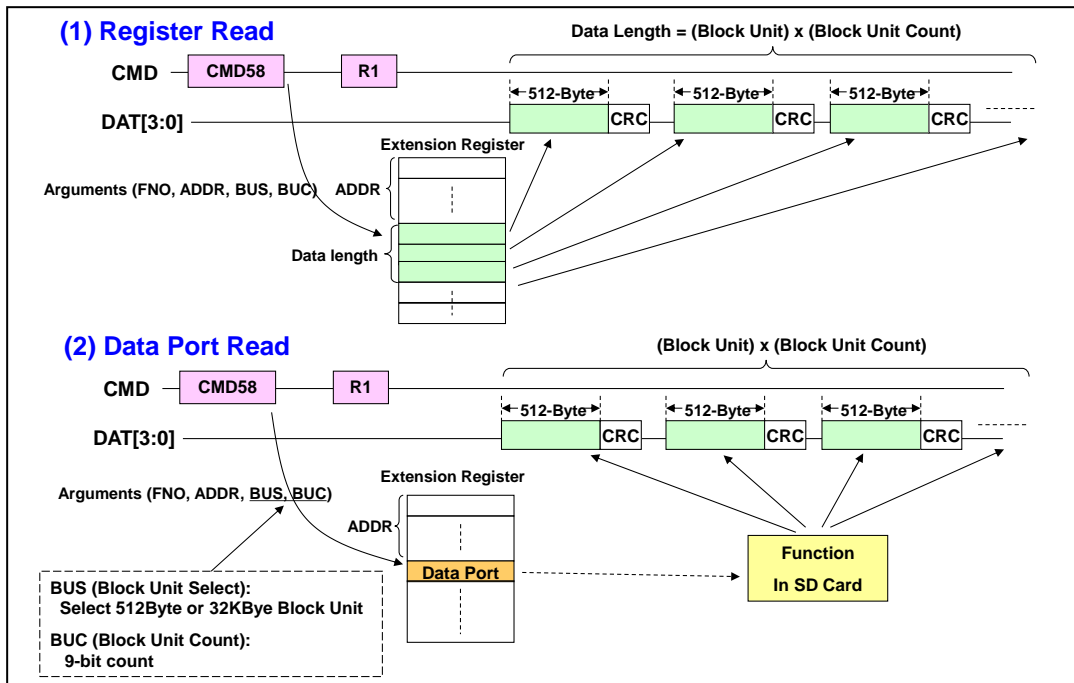 (1) Register Read
Data Length = (Block Unit) x (Block Unit Count)
CMD
CMD58
R1
512-Byte
512-Byte
512-Byte
DAT[3:0]
CRC
CRC
CRC
Extension Register
Arguments (FNO, ADDR, BUS, BUC)
ADDR
Data length
(2) Data Port Read
(Block Unit) x (Block Unit Count)
CMD
CMD58
R1
512-Byte
512-Byte
512-Byte
DAT[3:0]
CRC
CRC
CRC
Extension Register
Arguments (FNO, ADDR, BUS, BUC)
ADDR
Data Port
Function
In SD Card
BUS (Block Unit Select):
Select 512Byte or 32KBye Block Unit
BUC (Block Unit Count):
9-bit count